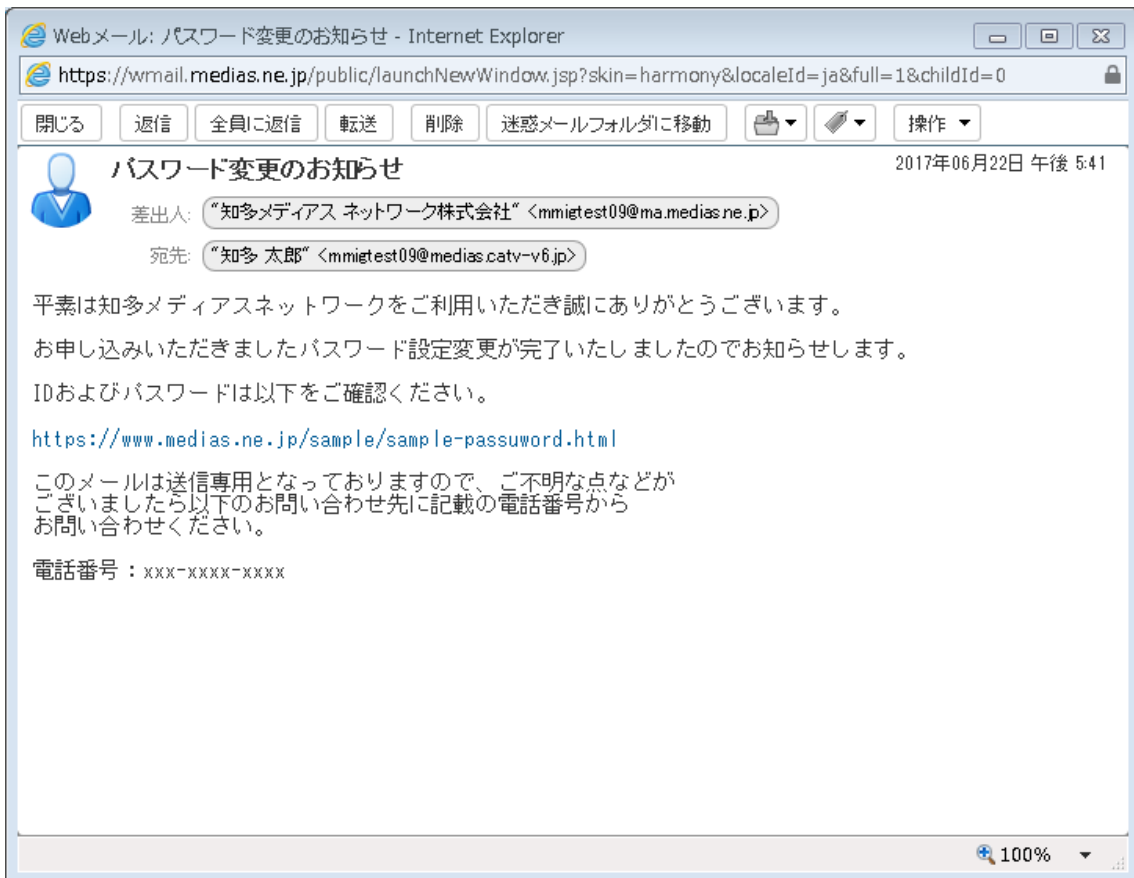 Webメール: パスワード変更のお知らせ - Internet Explorer
https://wmail.medias.ne.jp/public/launchNewWindow.jsp?skin=harmony&localeId=ja&full=1&childId=0
閉じる 返信 全員に返信 転送 削除 迷惑メールフォルダに移動 操作
パスワード変更のお知らせ 2017年06月22日 午後 5:41
差出人: "知多メディアス ネットワーク株式会社" <mmigtest09@ma.medias.ne.jp>
宛先: "知多 太郎" <mmigtest09@medias.catv-v6.jp>
平素は知多メディアスネットワークをご利用いただき誠にありがとうございます。
お申し込みいただきましたパスワード設定変更が完了いたしましたのでお知らせします。
IDおよびパスワードは以下をご確認ください。
https://www.medias.ne.jp/sample/sample-passuword.html
このメールは送信専用となっておりますので、ご不明な点などが
ございましたら以下のお問い合わせ先に記載の電話番号から
お問い合わせください。
電話番号：xxx-xxxx-xxxx
100%